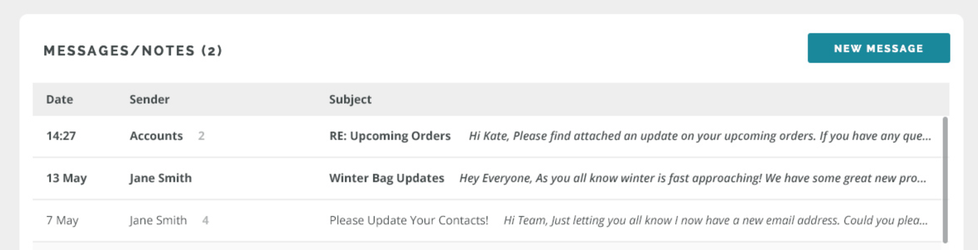 MESSAGES/NOTES (2)
NEW MESSAGE
Date Sender Subject
14:27 Accounts 2 RE: Upcoming Orders Hi Kate, Please find attached an update on your upcoming orders. If you have any que...
13 May Jane Smith Winter Bag Updates Hey Everyone, As you all know winter is fast approaching! We have some great new pro...
7 May Jane Smith 4 Please Update Your Contacts! Hi Team, Just letting you all know I now have a new email address. Could you plea...